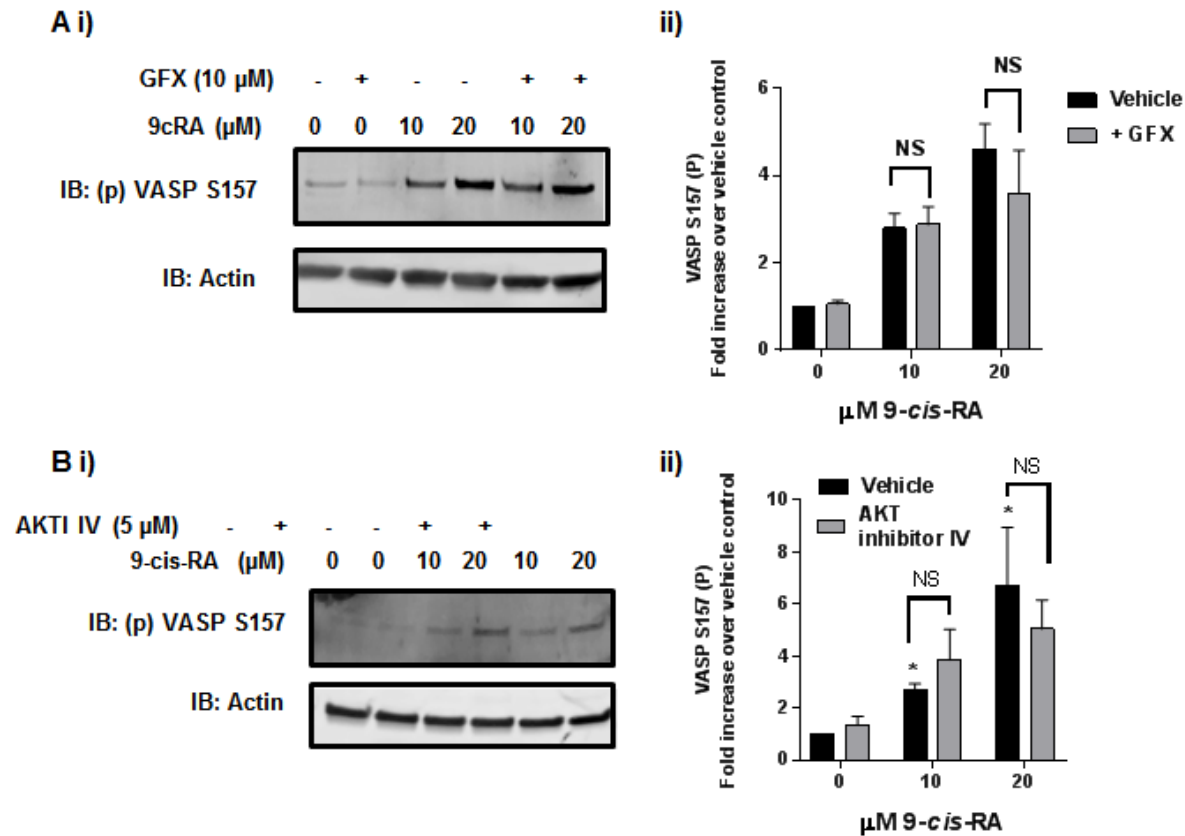 A i)
GFX (10 µM) - + - - + +
9cRA (µM) 0 0 10 20 10 20
IB: (p) VASP S157
IB: Actin
ii)
VASP S157 (P)
Fold increase over vehicle control
6
4
2
0
NS
NS
Vehicle
+ GFX
0 10 20
µM 9-cis-RA
B i)
AKTI IV (5 µM) - + - - + +
9-cis-RA (µM) 0 0 10 20 10 20
IB: (p) VASP S157
IB: Actin
ii)
VASP S157 (P)
Fold increase over vehicle control
10
8
6
4
2
0
Vehicle
AKT
inhibitor IV
NS
*
NS
*
0 10 20
µM 9-cis-RA